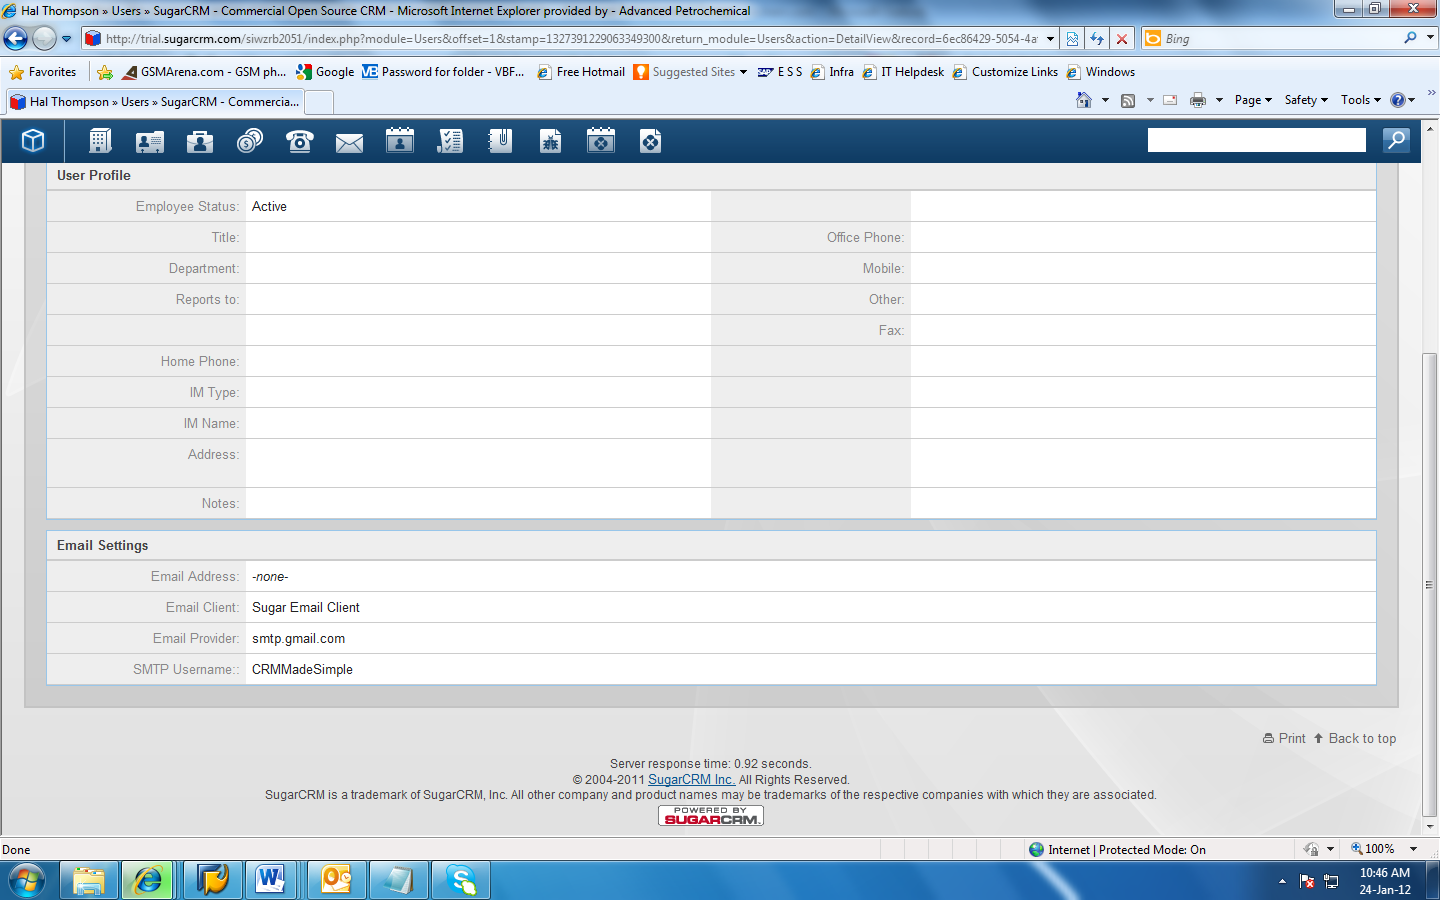 Hal Thompson » Users » SugarCRM - Commercial Open Source CRM - Microsoft Internet Explorer provided by - Advanced Petrochemical
http://trial.sugarcrm.com/siwzrb2051/index.php?module=Users&offset=1&stamp=1327391229063349300&return_module=Users&action=DetailView&record=6ec86429-5054-4a
Bing
Favorites GSMArena.com - GSM ph... Google VB Password for folder - VBF... Free Hotmail Suggested Sites SAP E S S Infra IT Helpdesk Customize Links Windows
Hal Thompson » Users » SugarCRM - Commercia...
Page Safety Tools
User Profile
Employee Status: Active
Title: Office Phone:
Department: Mobile:
Reports to: Other:
Fax:
Home Phone:
IM Type:
IM Name:
Address:
Notes:
Email Settings
Email Address: -none-
Email Client: Sugar Email Client
Email Provider: smtp.gmail.com
SMTP Username:: CRMMadeSimple
Print Back to top
Server response time: 0.92 seconds.
© 2004-2011 SugarCRM Inc. All Rights Reserved.
SugarCRM is a trademark of SugarCRM, Inc. All other company and product names may be trademarks of the respective companies with which they are associated.
POWERED BY
SUGARCRM.
Done Internet | Protected Mode: On 100%
10:46 AM
24-Jan-12